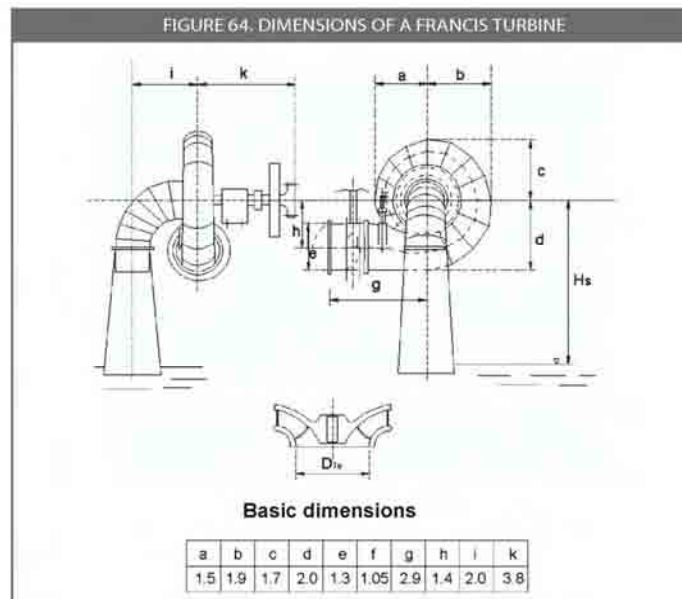 FIGURE 64. DIMENSIONS OF A FRANCIS TURBINE
i k a b
c
h
e
d
g
Hs
D1e
Basic dimensions
a b c d e f g h i k
1.5 1.9 1.7 2.0 1.3 1.05 2.9 1.4 2.0 3.8